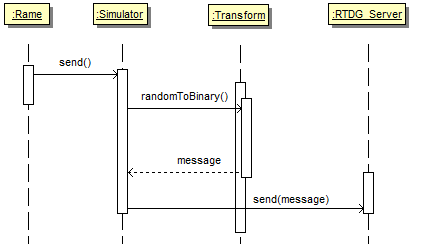 :Rame
:Simulator
:Transform
:RTDG_Server
send()
randomToBinary()
message
send(message)